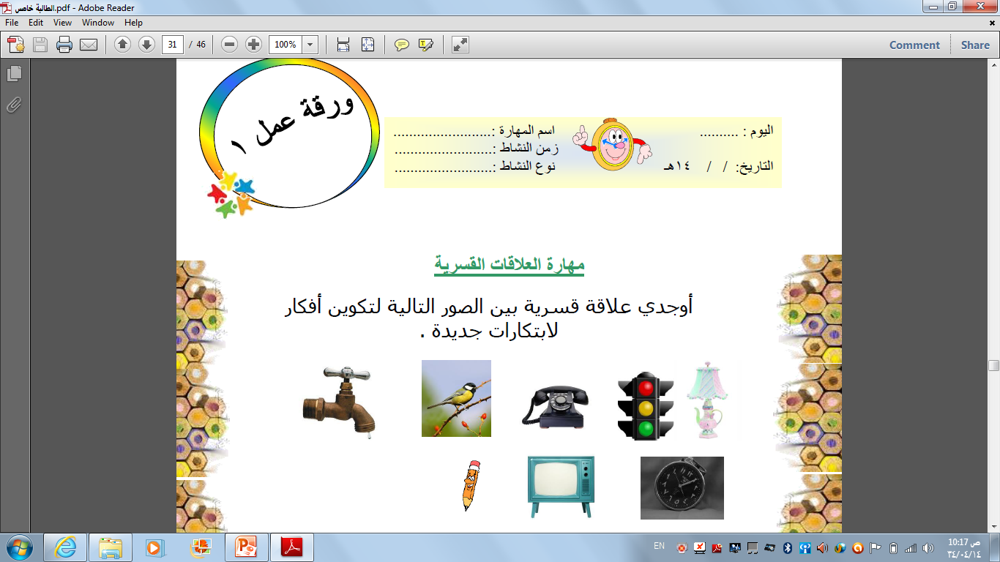 الطالبة خامس.pdf - Adobe Reader
File Edit View Window Help
31 / 46 100% Comment Share
ورقة عمل ١
اليوم : .......... اسم المهارة :.........................
زمن النشاط :.........................
التاريخ: / / ١٤هـ نوع النشاط :.........................
مهارة العلاقات القسرية
أوجدي علاقة قسرية بين الصور التالية لتكوين أفكار
لابتكارات جديدة .
EN
10:17 ص
٣٤/٠٤/١٤